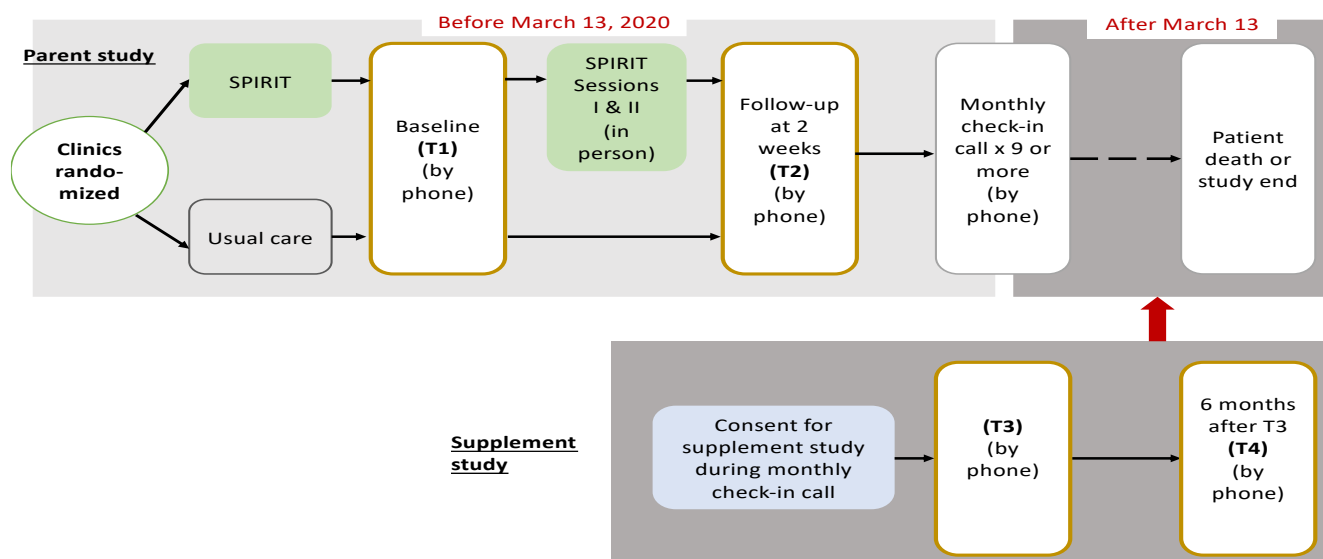 Before March 13, 2020
After March 13
Parent study
Clinics
rando-
mized
SPIRIT
Usual care
Baseline
(T1)
(by
phone)
SPIRIT
Sessions
I & II
(in
person)
Follow-up
at 2
weeks
(T2)
(by
phone)
Monthly
check-in
call x 9 or
more
(by
phone)
Patient
death or
study end
Supplement
study
Consent for
supplement study
during monthly
check-in call
(T3)
(by
phone)
6 months
after T3
(T4)
(by
phone)